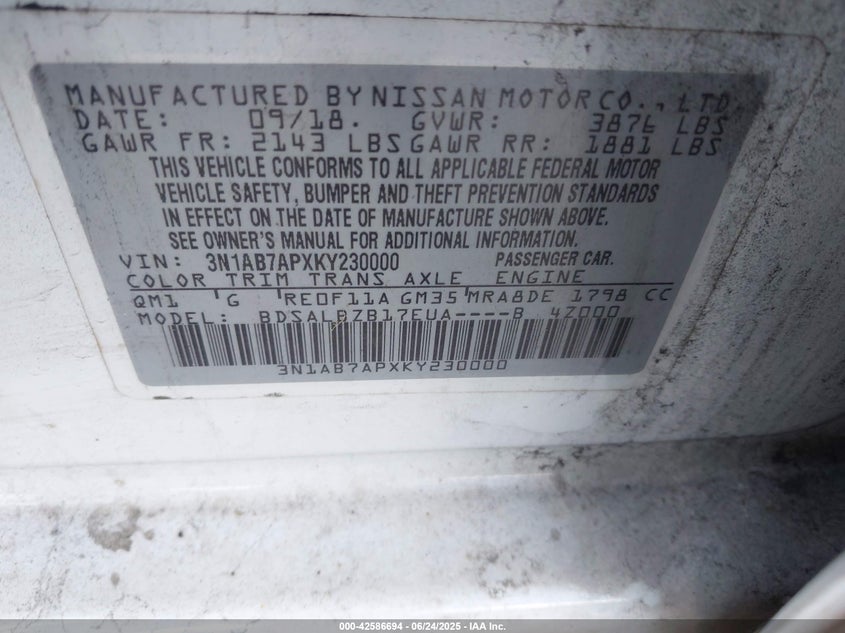 MANUFACTURED BY NISSAN MOTOR CO., LTD.
DATE: 09/18. GVWR: 3876 LBS
GAWR FR: 2143 LBS GAWR RR: 1881 LBS
THIS VEHICLE CONFORMS TO ALL APPLICABLE FEDERAL MOTOR
VEHICLE SAFETY, BUMPER AND THEFT PREVENTION STANDARDS
IN EFFECT ON THE DATE OF MANUFACTURE SHOWN ABOVE.
SEE OWNER'S MANUAL FOR ADDITIONAL INFORMATION.
VIN: 3N1AB7APXKY230000 PASSENGER CAR.
COLOR TRIM TRANS AXLE ENGINE
QM1 'G 'RE0F11A GM35'MRA8DE 1798 CC
MODEL: BDSALBZB17EUA----B 4Z000
3N1AB7APXKY230000
000-42586694 | 06/24/2025 - IAA Inc.